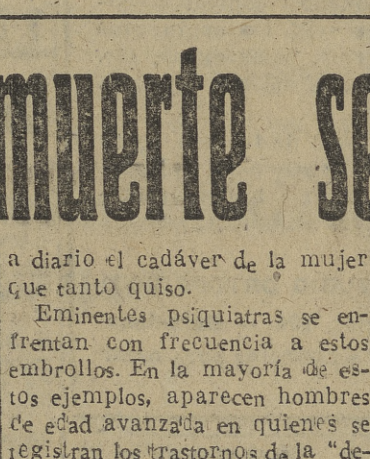 muerte se
a diario el cadáver de la mujer
que tanto quiso.
Eminentes psiquiatras se en-
frentan con frecuencia a estos
embrollos. En la mayoría de es-
tos ejemplos, aparecen hombres
de edad avanzada en quienes se
registran los trastornos de la "de-